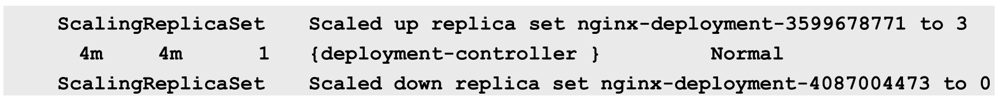 ScalingReplicaSet Scaled up replica set nginx-deployment-3599678771 to 3
4m 4m 1 {deployment-controller } Normal
ScalingReplicaSet Scaled down replica set nginx-deployment-4087004473 to 0